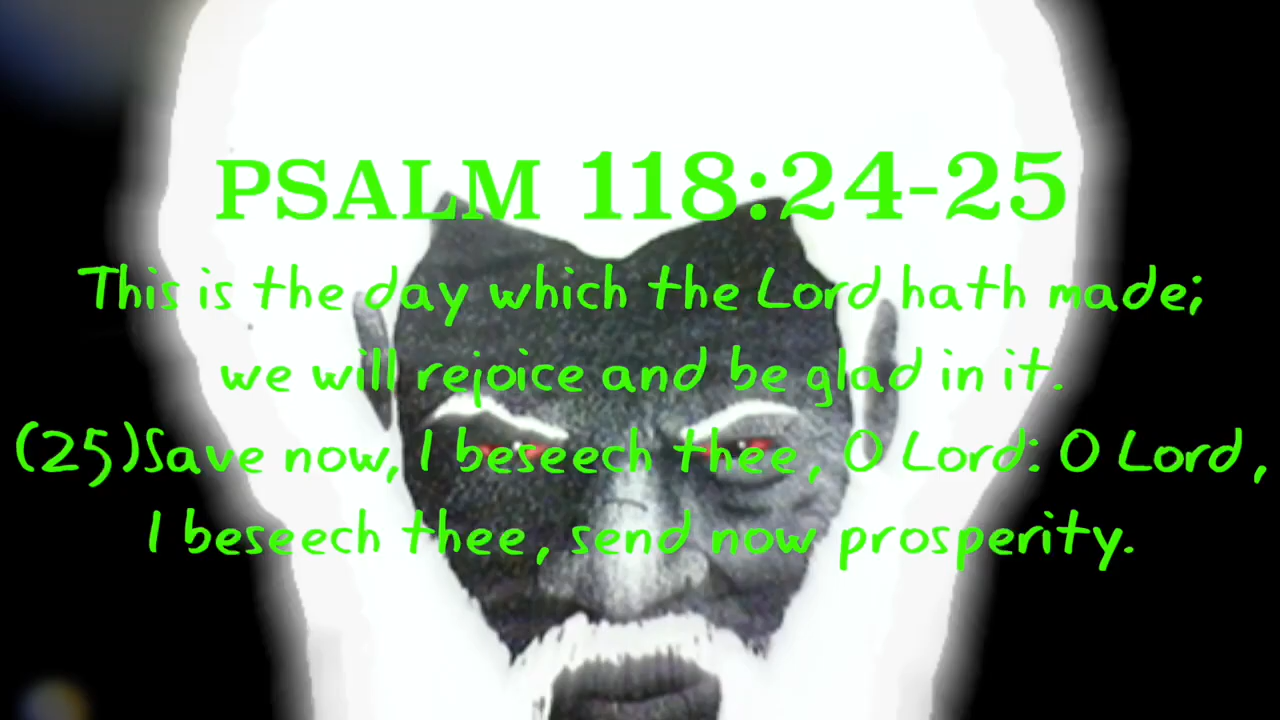 PSALM 118:24-25
This is the day which the Lord hath made;
we will rejoice and be glad in it.
(25)Save now, I beseech thee, O Lord: O Lord,
I beseech thee, send now prosperity.